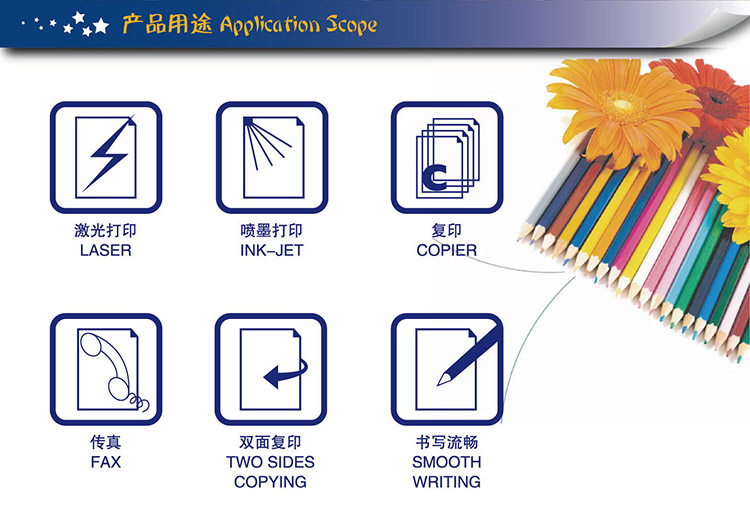 产品用途 Application Scope
激光打印
LASER
喷墨打印
INK-JET
复印
COPIER
C
传真
FAX
双面复印
TWO SIDES
COPYING
书写流畅
SMOOTH
WRITING